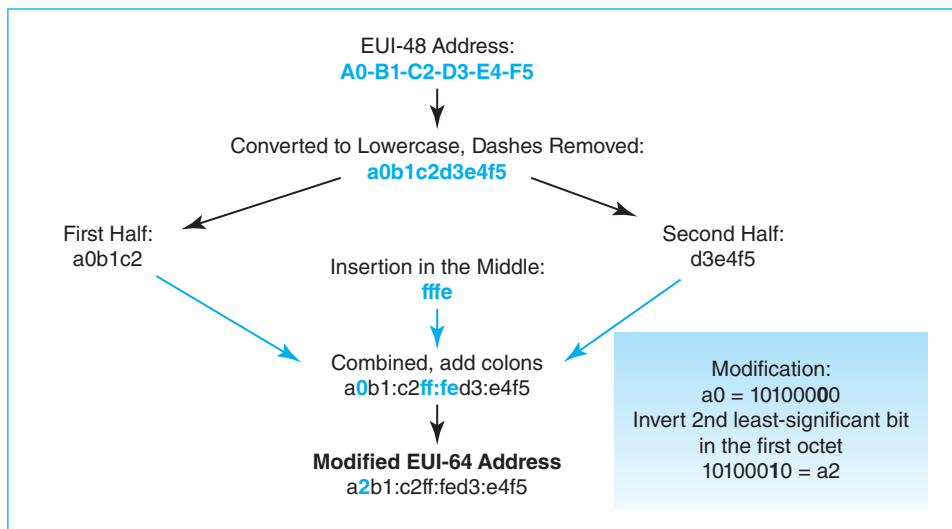 EUI-48 Address:
A0-B1-C2-D3-E4-F5
Converted to Lowercase, Dashes Removed:
a0b1c2d3e4f5
First Half:
a0b1c2
Second Half:
d3e4f5
Insertion in the Middle:
fffe
Combined, add colons
a0b1:c2ff:fed3:e4f5
Modified EUI-64 Address
a2b1:c2ff:fed3:e4f5
Modification:
a0 = 10100000
Invert 2nd least-significant bit
in the first octet
10100010 = a2